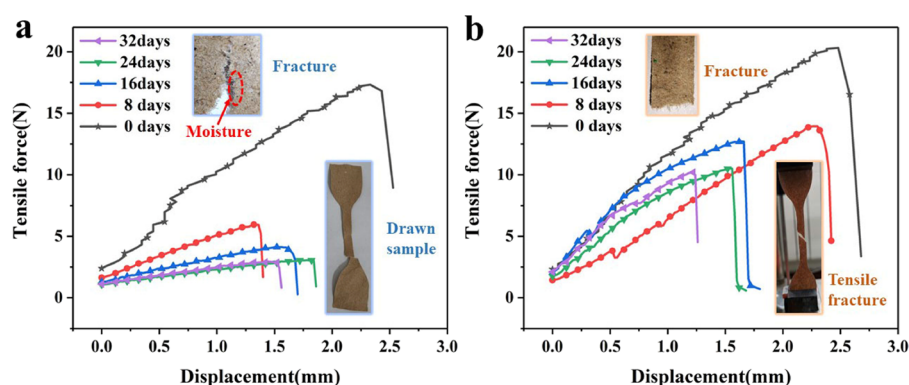 a
32days
24days
16days
8 days
0 days
Fracture
Moisture
Drawn
sample
Tensile force(N)
20
15
10
5
0
0.0 0.5 1.0 1.5 2.0 2.5 3.0
Displacement(mm)
b
32days
24days
16days
8 days
0 days
Fracture
Tensile
fracture
Tensile force(N)
20
15
10
5
0
0.0 0.5 1.0 1.5 2.0 2.5 3.0
Displacement(mm)